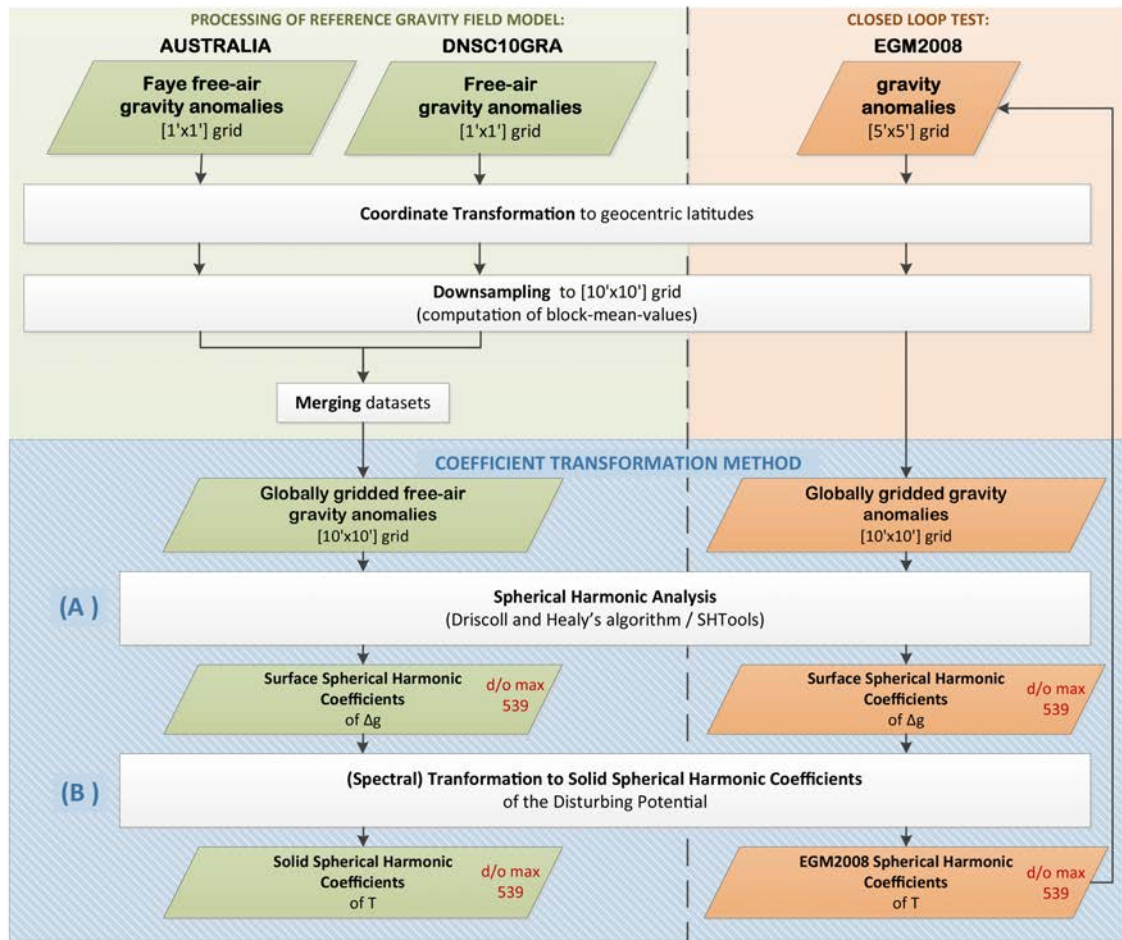 PROCESSING OF REFERENCE GRAVITY FIELD MODEL:
AUSTRALIA
DNSC10GRA
CLOSED LOOP TEST:
EGM2008
Faye free-air
gravity anomalies
[1'x1'] grid
Free-air
gravity anomalies
[1'x1'] grid
gravity
anomalies
[5'x5'] grid
Coordinate Transformation to geocentric latitudes
Downsampling to [10'x10'] grid
(computation of block-mean-values)
Merging datasets
COEFFICIENT TRANSFORMATION METHOD
Globally gridded free-air
gravity anomalies
[10'x10'] grid
Globally gridded gravity
anomalies
[10'x10'] grid
(A )
Spherical Harmonic Analysis
(Driscoll and Healy's algorithm / SHTools)
Surface Spherical Harmonic
Coefficients
of Δg
d/o max
539
Surface Spherical Harmonic
Coefficients
of Δg
d/o max
539
(B )
(Spectral) Tranformation to Solid Spherical Harmonic Coefficients
of the Disturbing Potential
Solid Spherical Harmonic
Coefficients
of T
d/o max
539
EGM2008 Spherical Harmonic
Coefficients
of T
d/o max
539